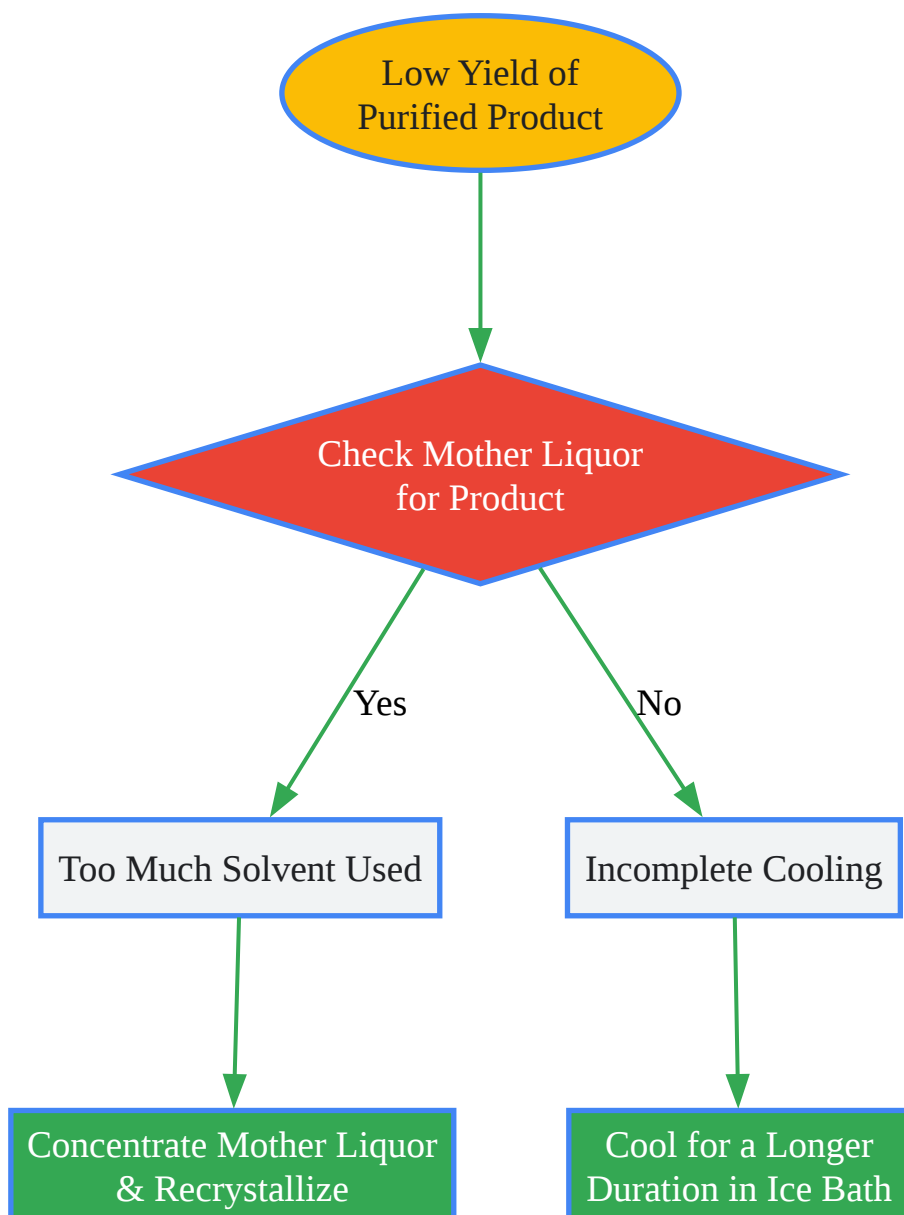 Low Yield of
Purified Product
Check Mother Liquor
for Product
Yes
No
Too Much Solvent Used
Incomplete Cooling
Concentrate Mother Liquor
& Recrystallize
Cool for a Longer
Duration in Ice Bath